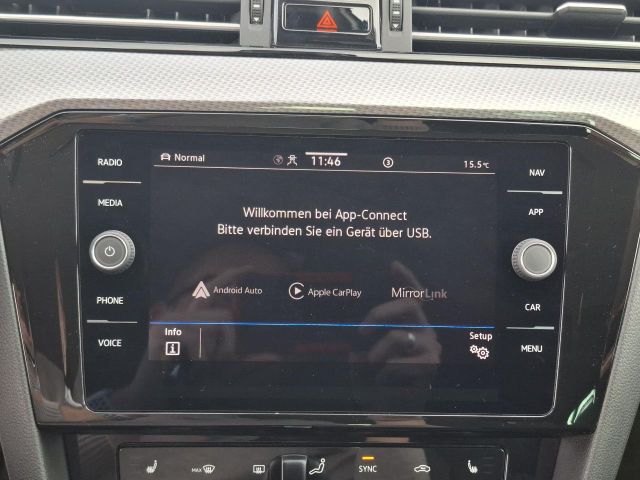 RADIO
MEDIA
PHONE
VOICE
Normal
11:46
3
15.5°C
Willkommen bei App-Connect
Bitte verbinden Sie ein Gerät über USB.
Android Auto
Apple CarPlay
MirrorLink
Info
Setup
NAV
APP
CAR
MENU
MAX
SYNC